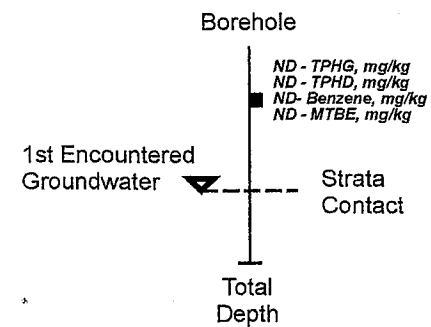 Borehole
ND - TPHG, mg/kg
ND - TPHD, mg/kg
ND- Benzene, mg/kg
ND - MTBE, mg/kg
1st Encountered
Groundwater
Strata
Contact
Total
Depth